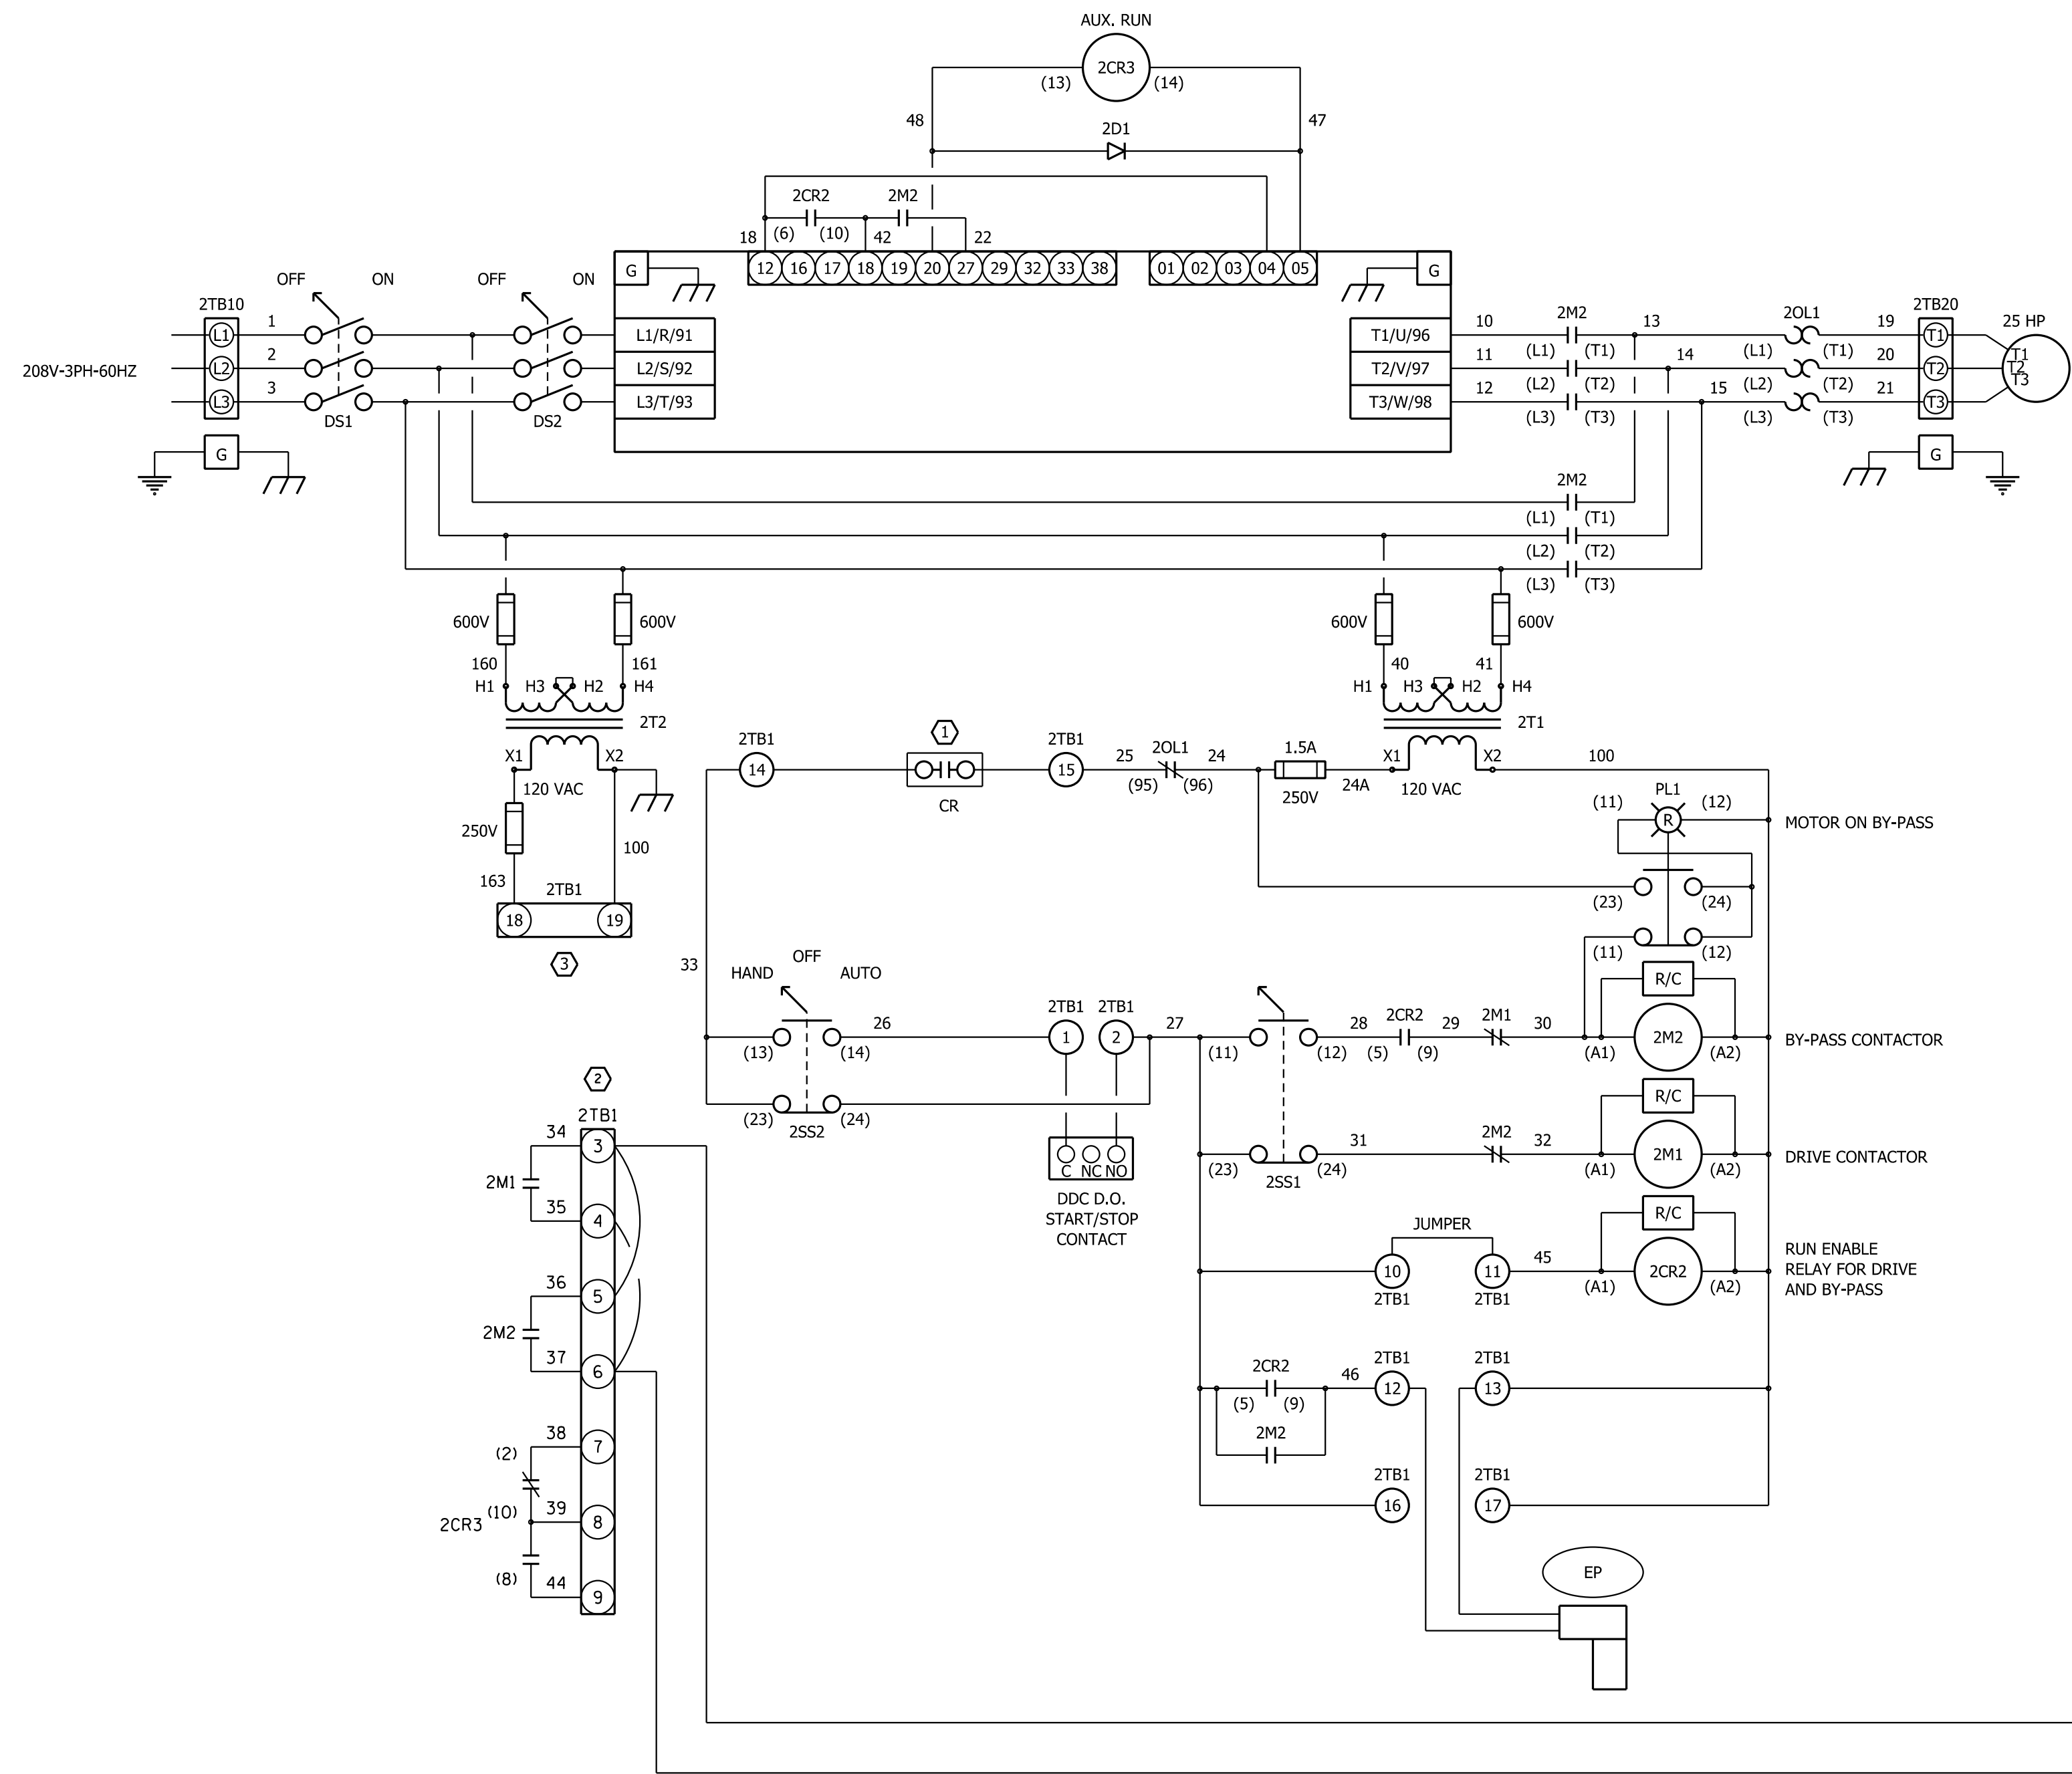 AUX. RUN
2CR3
(13) (14)
48 47
2D1
2CR2 2M2
18 (6) (10) 42 22
G 12 16 17 18 19 20 27 29 32 33 38 01 02 03 04 05 G
OFF ON OFF ON
2TB10 2M2 2OL1 2TB20 25 HP
L1 1 L1/R/91 T1/U/96 10 13 19 T1
(L1) (T1) (L1) (T1)
208V-3PH-60HZ
L2 2 L2/S/92 T2/V/97 11 14 20 T2
(L2) (T2) (L2) (T2)
L3 3 L3/T/93 T3/W/98 12 15 21 T3
(L3) (T3) (L3) (T3)
T1
T2
T3
DS1 DS2
G G
2M2
(L1) (T1)
(L2) (T2)
(L3) (T3)
600V 600V 600V 600V
160 161 40 41
H1 H3 H2 H4 H1 H3 H2 H4
2T2 2T1
X1 X2 X1 X2
120 VAC 120 VAC
2TB1 1 2TB1 25 2OL1 24 1.5A 100
14 15
CR (95) (96) 250V 24A
250V 100
163 2TB1
18 19
3
PL1
(11) (12)
R MOTOR ON BY-PASS
(23) (24)
(11) (12)
33
HAND OFF AUTO
R/C
2TB1 2TB1
26 1 2 27 28 2CR2 29 2M1 30 2M2 BY-PASS CONTACTOR
(13) (14) (11) (12) (5) (9) (A1) (A2)
(23) (24)
2SS2
R/C
C NC NO
DDC D.O.
START/STOP
CONTACT
31 2M2 32 2M1 DRIVE CONTACTOR
(23) (24) (A1) (A2)
2SS1
R/C
JUMPER
10 11 45 2CR2
2TB1 2TB1 (A1) (A2)
RUN ENABLE
RELAY FOR DRIVE
AND BY-PASS
2CR2 46 2TB1 2TB1
(5) (9) 12 13
2M2
2TB1 2TB1
16 17
EP
2
2TB1
34 3
2M1
35 4
36 5
2M2
37 6
38 7
(2)
39 8
2CR3 (10)
(8)
44 9